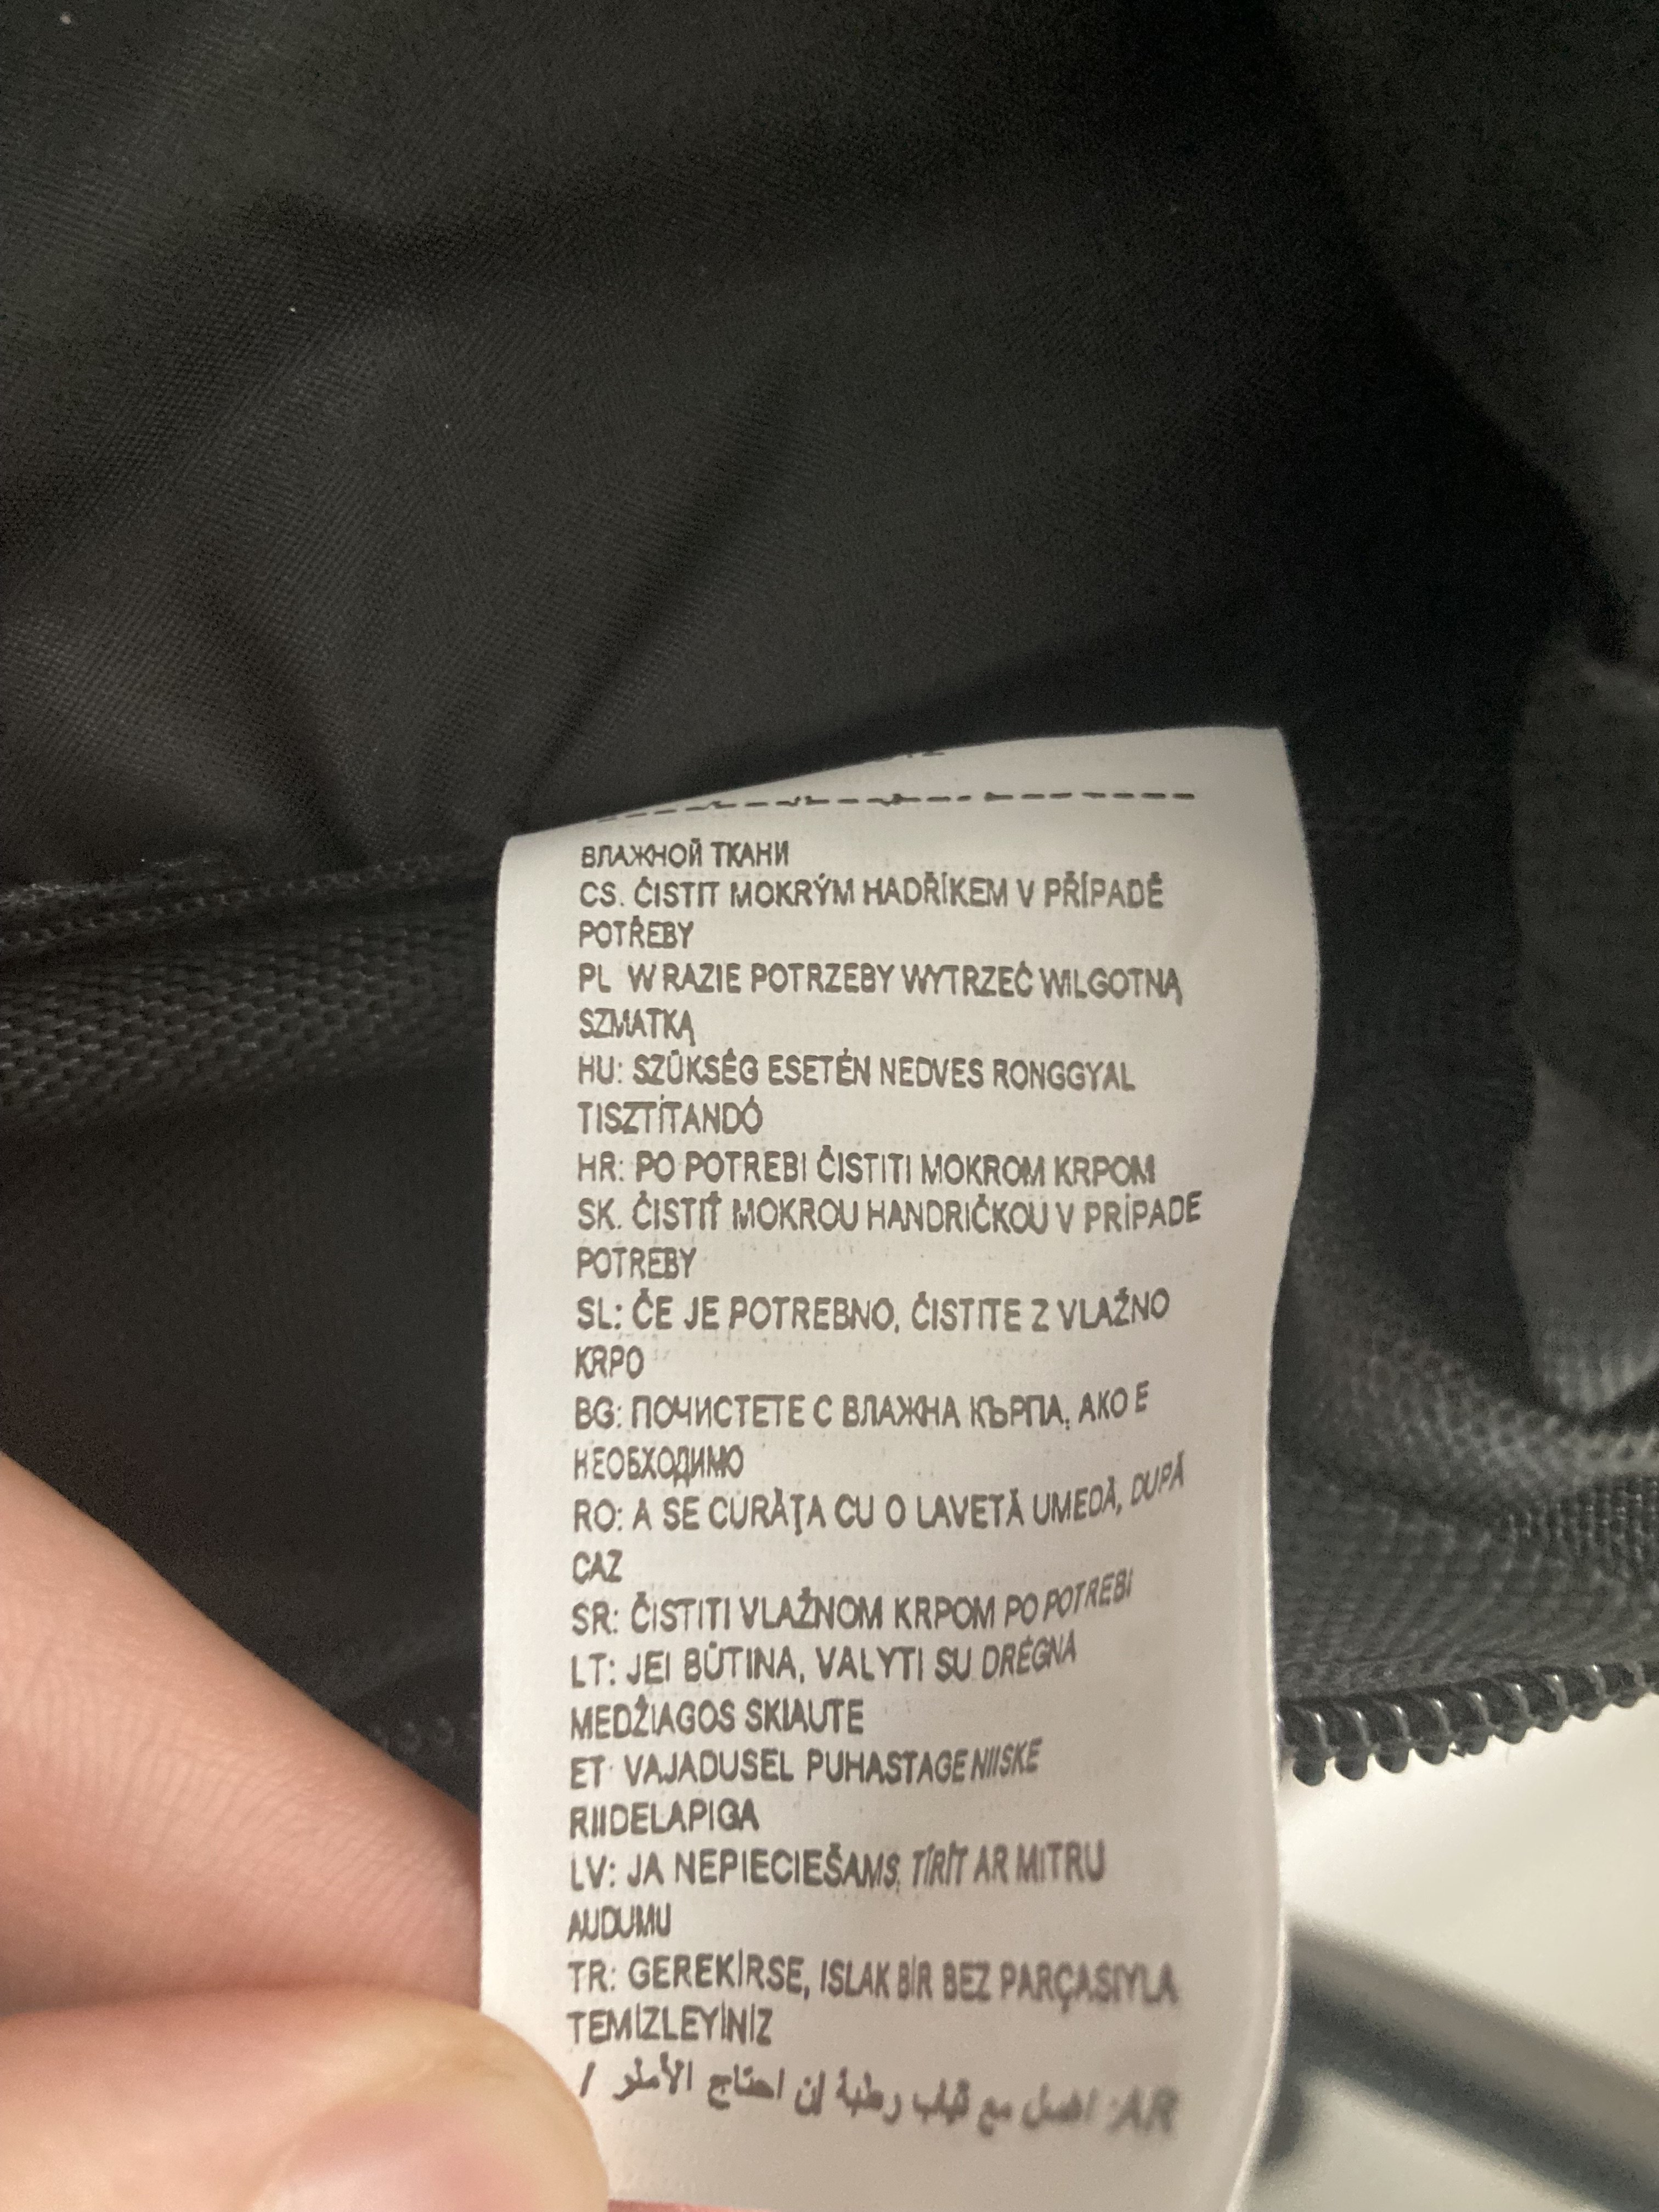 ВЛАЖНОЙ ТКАНИ
CS. ČISTIT MOKRÝM HADŘÍKEM V PŘÍPADĚ
POTŘEBY
PL W RAZIE POTRZEBY WYTRZEĆ WILGOTNĄ
SZMATKĄ
HU: SZÜKSÉG ESETÉN NEDVES RONGGYAL
TISZTÍTANDÓ
HR: PO POTREBI ČISTITI MOKROM KRPOM
SK. ČISTIŤ MOKROU HANDRIČKOU V PRÍPADE
POTREBY
SL: ČE JE POTREBNO, ČISTITE Z VLAŽNO
KRPO
BG: ПОЧИСТЕТЕ С ВЛАЖНА КЪРПА, АКО Е
НЕОБХОДИМО
RO: A SE CURĂŢA CU O LAVETĂ UMEDĂ, DUPĂ
CAZ
SR: ČISTITI VLAŽNOM KRPOM PO POTREBI
LT: JEI BŪTINA, VALYTI SU DRĖGNA
MEDŽIAGOS SKIAUTE
ET: VAJADUSEL PUHASTAGE NIISKE
RIIDELAPIGA
LV: JA NEPIECIEŠAMS, TĪRĪT AR MITRU
AUDUMU
TR: GEREKİRSE, ISLAK BİR BEZ PARÇASIYLA
TEMİZLEYİNİZ
AR: مع رطبة إن احتاج الأمر /